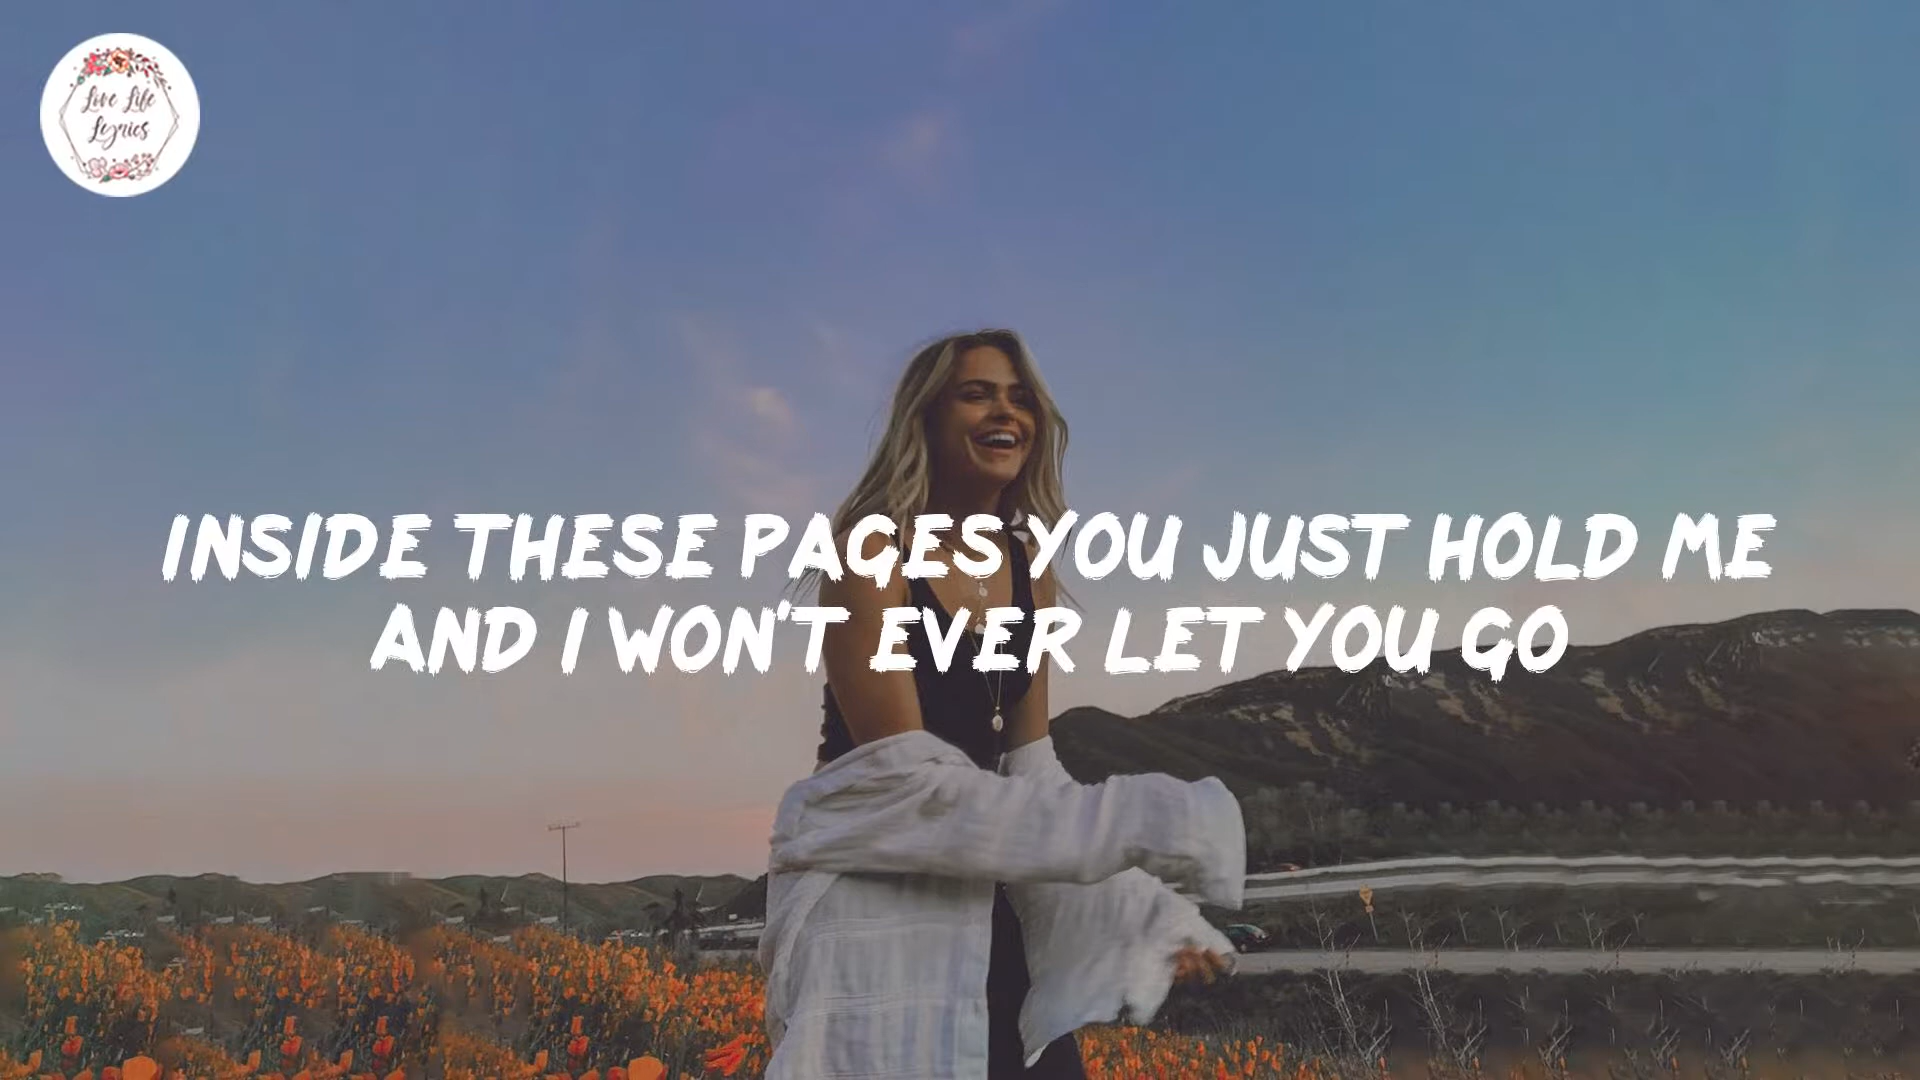 Love Life
Lyrics
INSIDE THESE PAGES YOU JUST HOLD ME
AND I WON'T EVER LET YOU GO